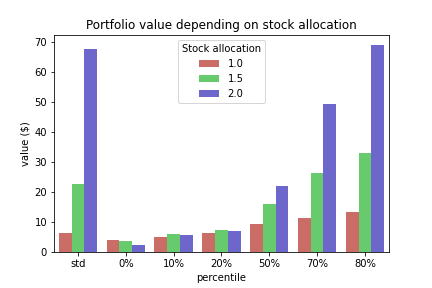 Portfolio value depending on stock allocation
Stock allocation
1.0
1.5
2.0
value ($)
70
60
50
40
30
20
10
0
std 0% 10% 20% 50% 70% 80%
percentile